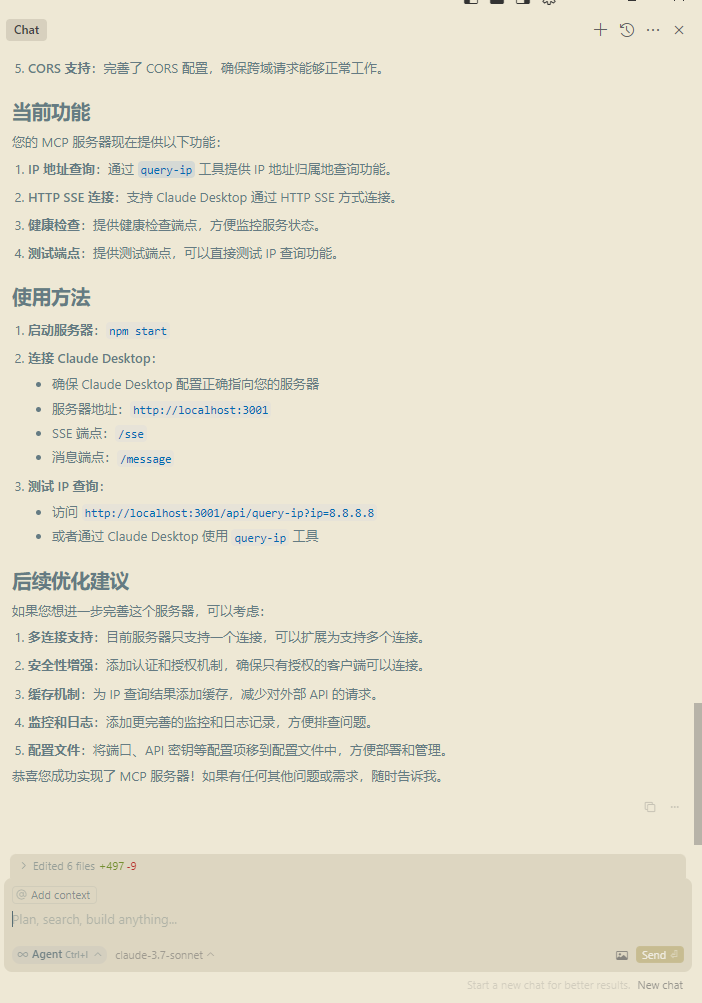 Chat
5. CORS 支持：完善了 CORS 配置，确保跨域请求能够正常工作。
当前功能
您的 MCP 服务器现在提供以下功能：
1. IP 地址查询：通过 query-ip 工具提供 IP 地址归属地查询功能。
2. HTTP SSE 连接：支持 Claude Desktop 通过 HTTP SSE 方式连接。
3. 健康检查：提供健康检查端点，方便监控服务状态。
4. 测试端点：提供测试端点，可以直接测试 IP 查询功能。
使用方法
1. 启动服务器：npm start
2. 连接 Claude Desktop：
• 确保 Claude Desktop 配置正确指向您的服务器
• 服务器地址：http://localhost:3001
• SSE 端点：/sse
• 消息端点：/message
3. 测试 IP 查询：
• 访问 http://localhost:3001/api/query-ip?ip=8.8.8.8
• 或者通过 Claude Desktop 使用 query-ip 工具
后续优化建议
如果您想进一步完善这个服务器，可以考虑：
1. 多连接支持：目前服务器只支持一个连接，可以扩展为支持多个连接。
2. 安全性增强：添加认证和授权机制，确保只有授权的客户端可以连接。
3. 缓存机制：为 IP 查询结果添加缓存，减少对外部 API 的请求。
4. 监控和日志：添加更完善的监控和日志记录，方便排查问题。
5. 配置文件：将端口、API 密钥等配置项移到配置文件中，方便部署和管理。
恭喜您成功实现了 MCP 服务器！如果有任何其他问题或需求，随时告诉我。
Edited 6 files +497 -9
@ Add context
Plan, search, build anything...
∞ Agent Ctrl+I claude-3.7-sonnet Send
Start a new chat for better results. New chat